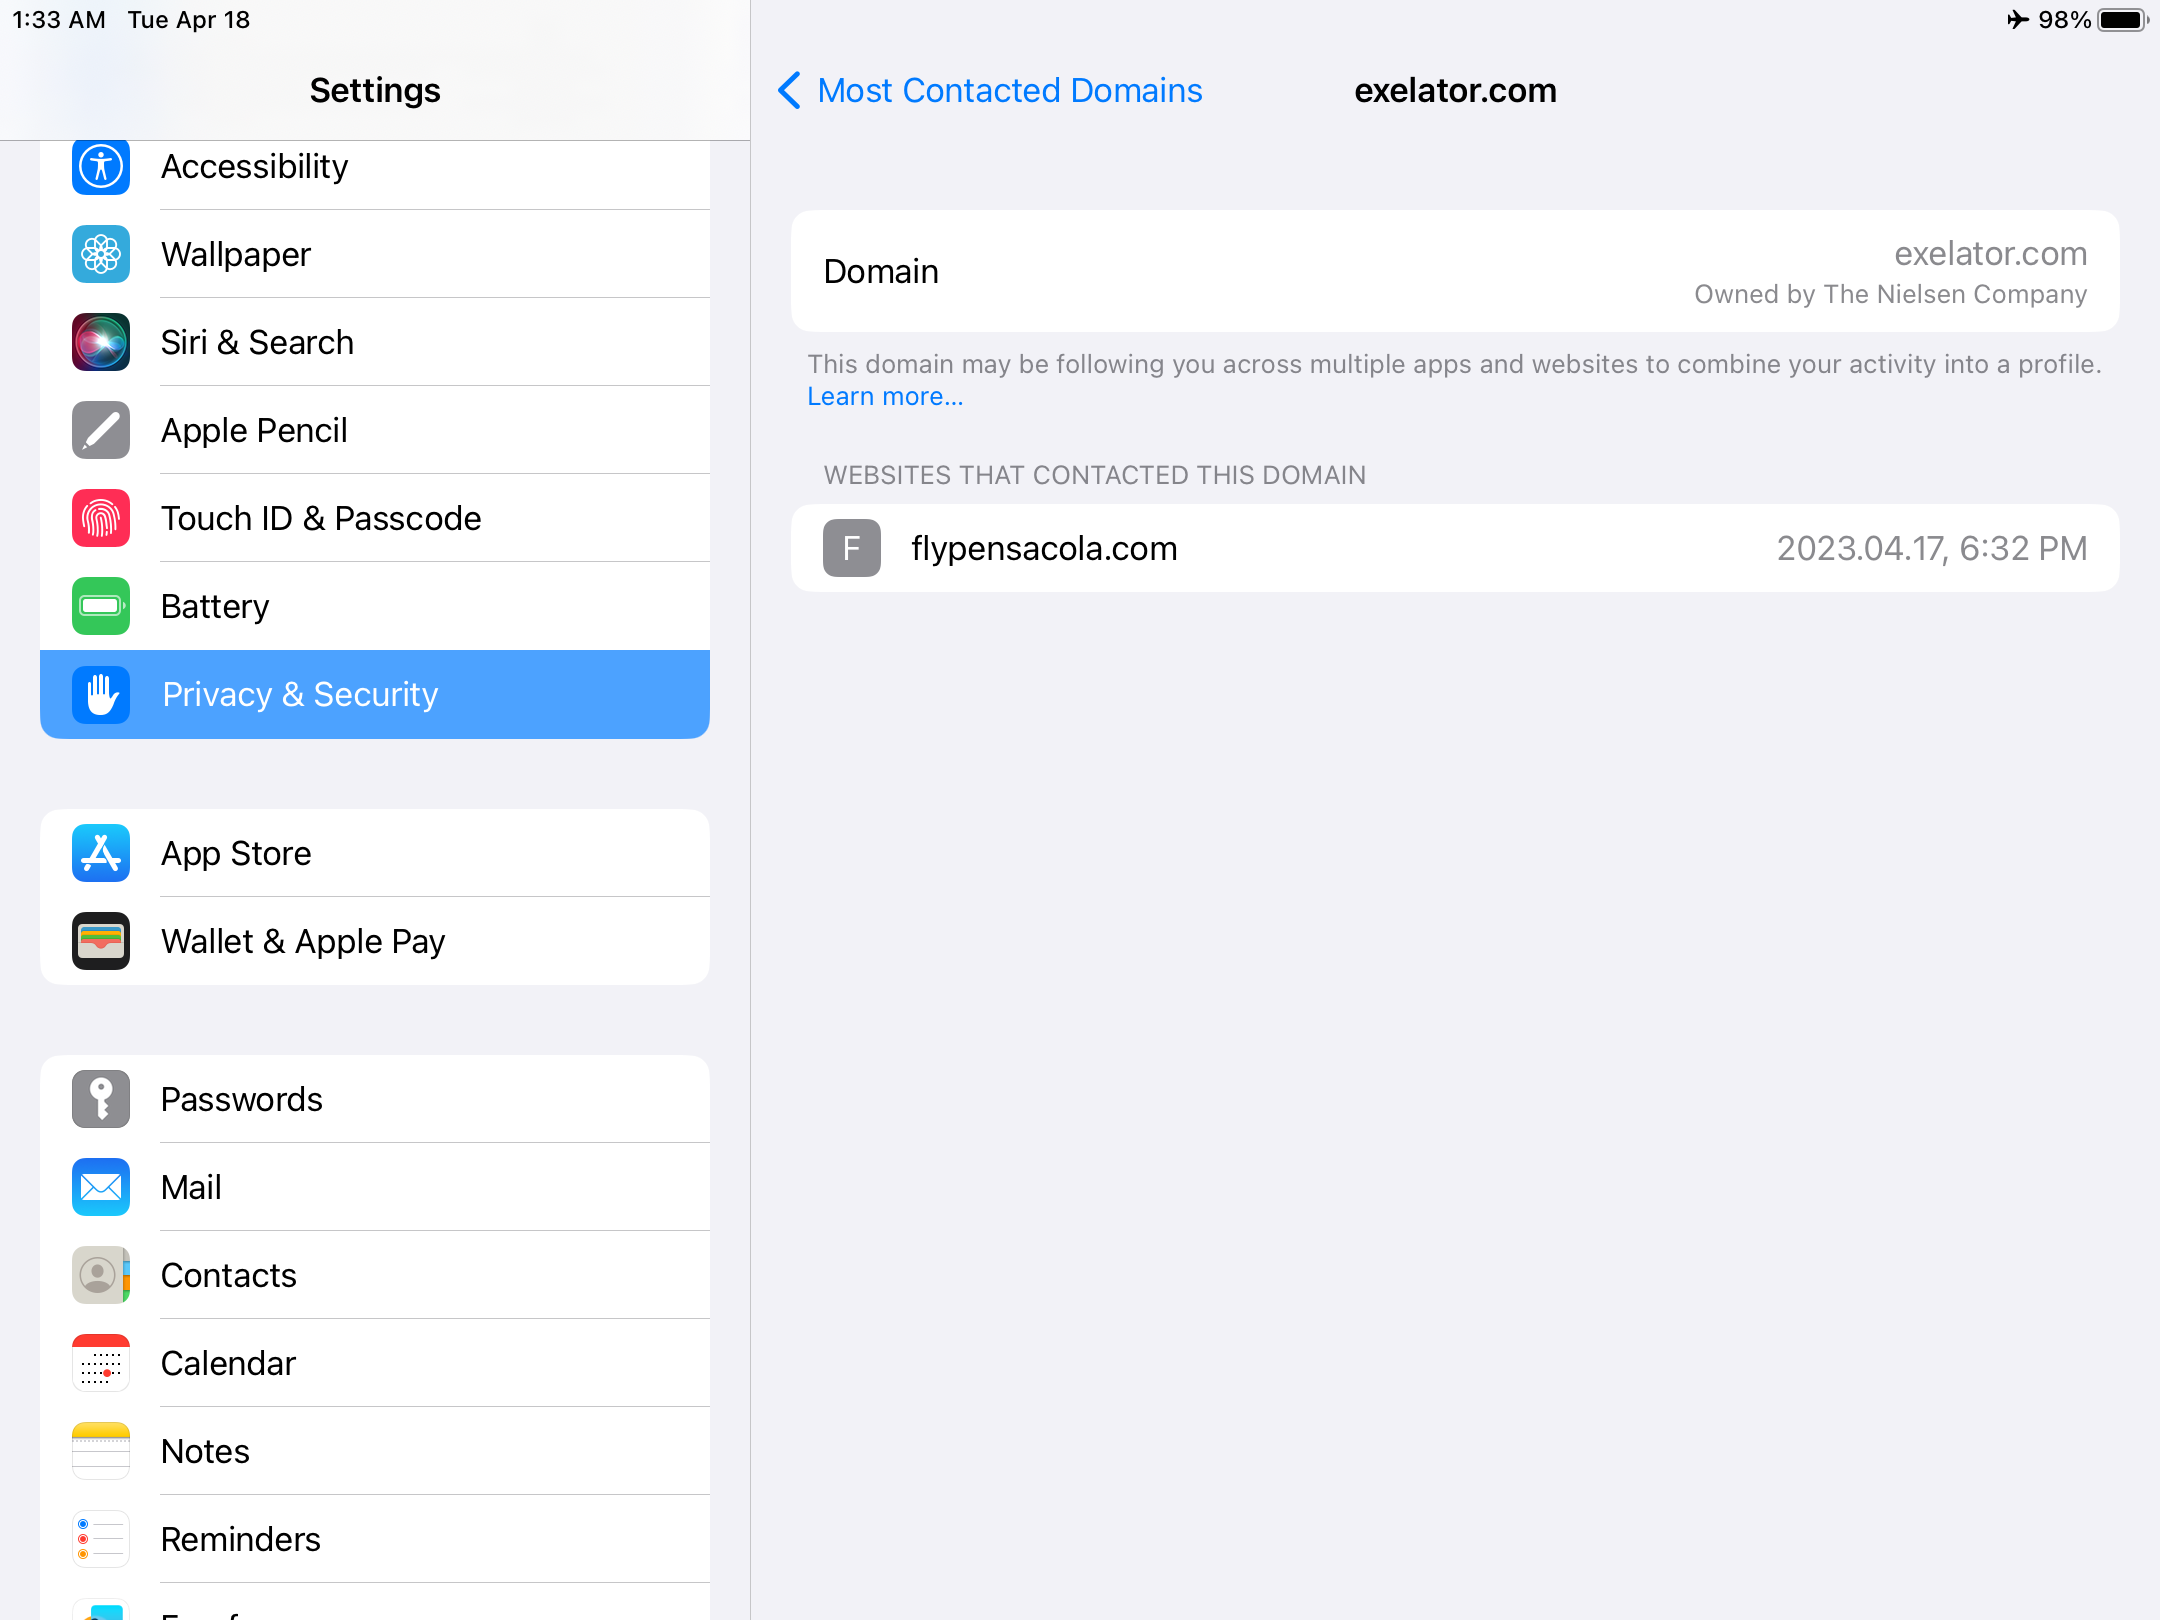 1:33 AM Tue Apr 18
98%
Settings
Accessibility
Wallpaper
Siri & Search
Apple Pencil
Touch ID & Passcode
Battery
Privacy & Security
App Store
Wallet & Apple Pay
Passwords
Mail
Contacts
Calendar
Notes
Reminders
Most Contacted Domains
exelator.com
Domain
exelator.com
Owned by The Nielsen Company
This domain may be following you across multiple apps and websites to combine your activity into a profile.
Learn more...
WEBSITES THAT CONTACTED THIS DOMAIN
F
flypensacola.com
2023.04.17, 6:32 PM